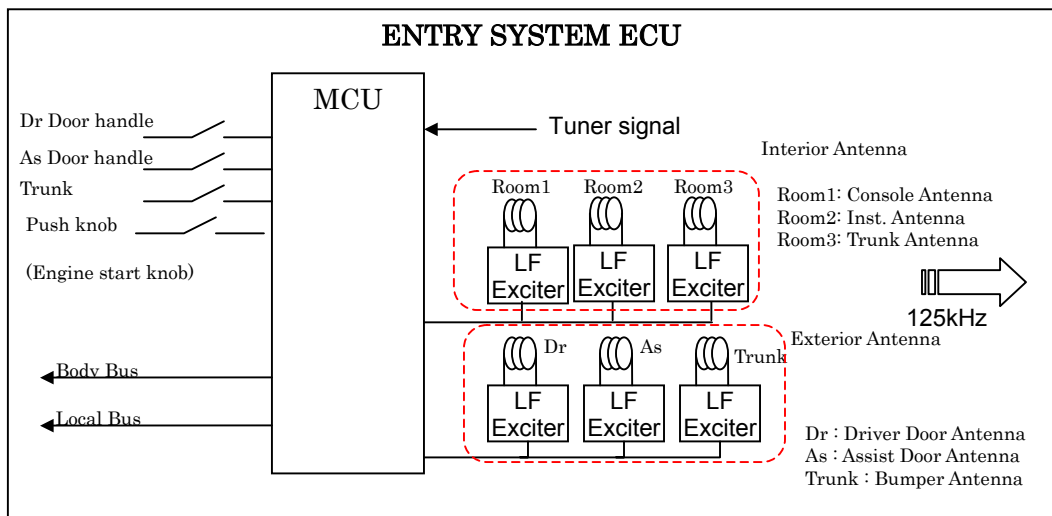 ENTRY SYSTEM ECU
MCU
Dr Door handle
As Door handle
Trunk
Push knob
(Engine start knob)
Body Bus
Local Bus
Tuner signal
Interior Antenna
Room1
Room2
Room3
LF
Exciter
LF
Exciter
LF
Exciter
Room1: Console Antenna
Room2: Inst. Antenna
Room3: Trunk Antenna
125kHz
Exterior Antenna
Dr
As
Trunk
LF
Exciter
LF
Exciter
LF
Exciter
Dr : Driver Door Antenna
As : Assist Door Antenna
Trunk : Bumper Antenna